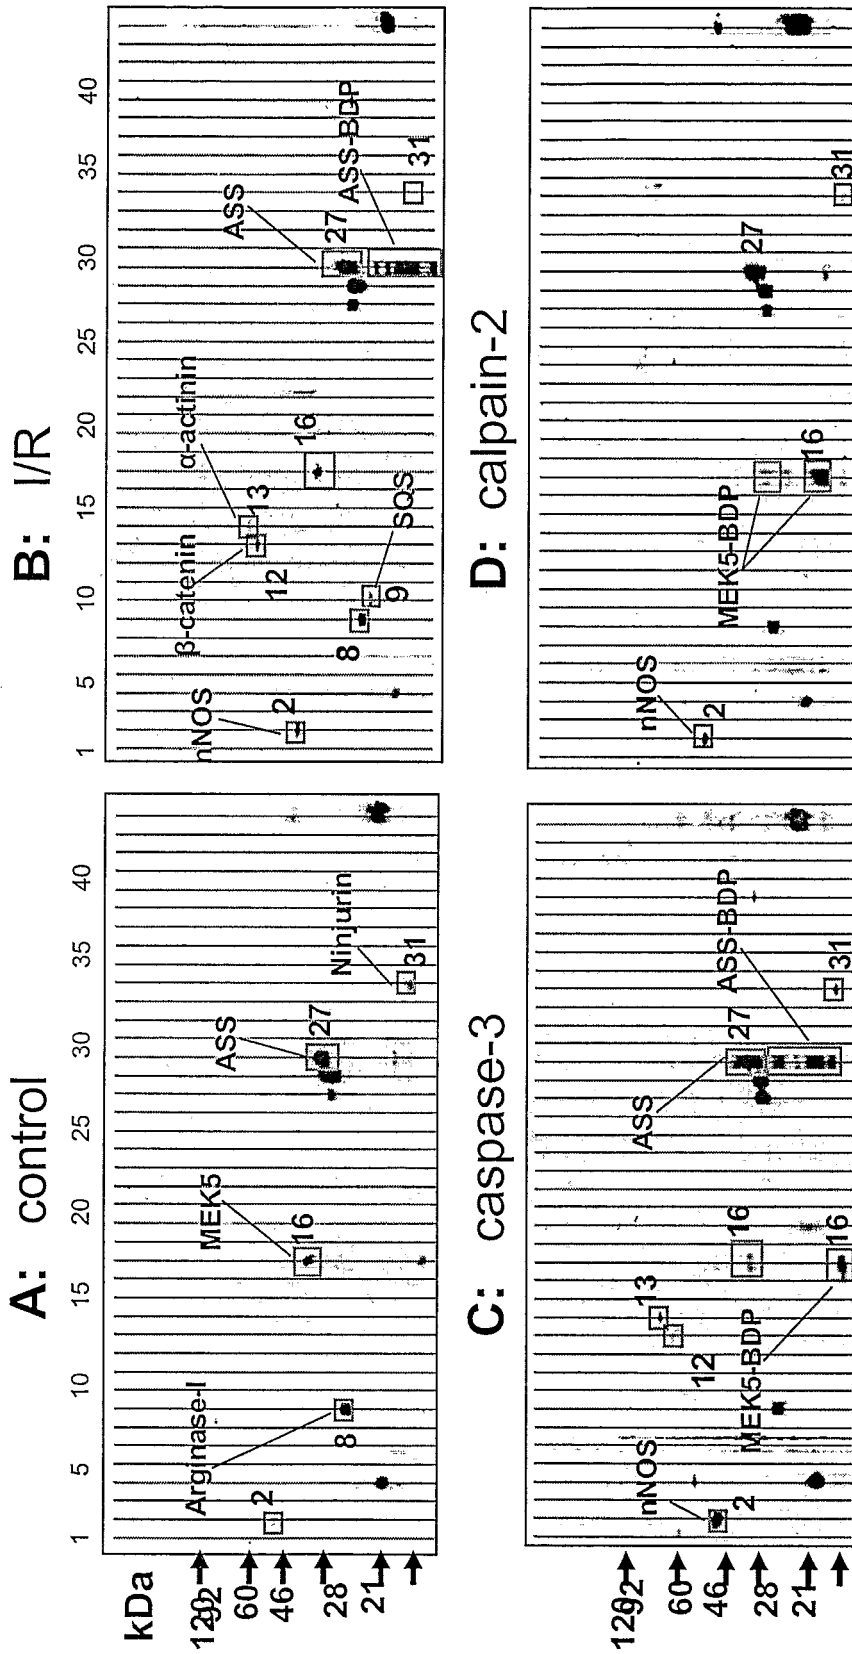 A: control
1 5 10 15 20 25 30 35 40
kDa
120
92
60
46
28
21
2
Arginase-I
8
MEK5
16
ASS
27
Ninjurin
31
B: I/R
1 5 10 15 20 25 30 35 40
nNOS
2
β-catenin
12
α-actinin
13
8
9
SQS
16
ASS
27
ASS-BDP
31
C: caspase-3
120
92
60
46
28
21
nNOS
2
12
13
MEK5-BDP
16
16
ASS
27
ASS-BDP
31
D: calpain-2
nNOS
2
MEK5-BDP
16
27
31